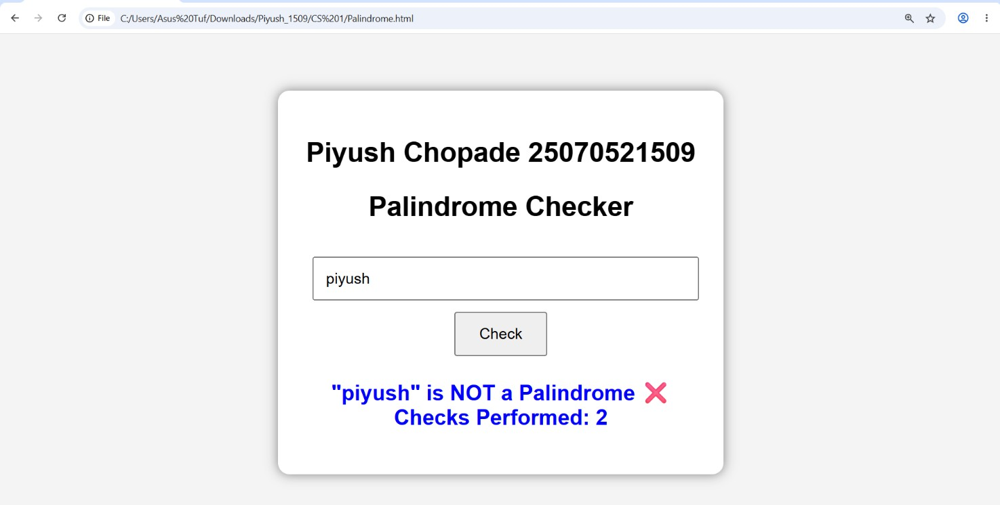 File C:/Users/Asus%20Tuf/Downloads/Piyush_1509/CS%201/Palindrome.html
Piyush Chopade 25070521509
Palindrome Checker
piyush
Check
"piyush" is NOT a Palindrome ❌
Checks Performed: 2